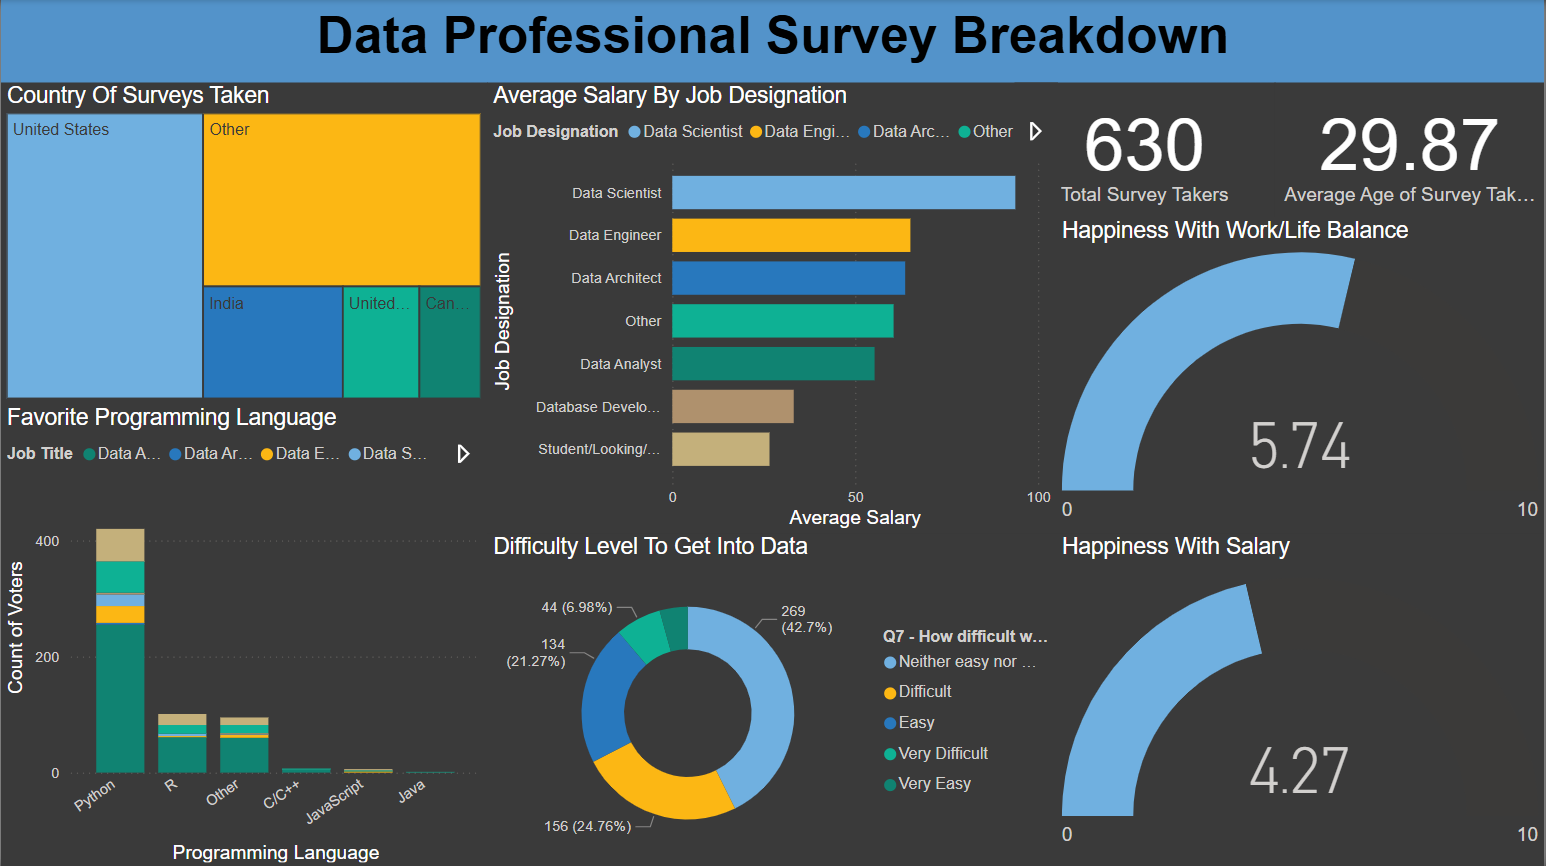 Data Professional Survey Breakdown
Country Of Surveys Taken
United States
Other
India
United...
Can...
Average Salary By Job Designation
Job Designation
Data Scientist
Data Engi...
Data Arc...
Other
Job Designation
Data Scientist
Data Engineer
Data Architect
Other
Data Analyst
Database Develo...
Student/Looking/...
0
50
100
Average Salary
630
Total Survey Takers
29.87
Average Age of Survey Tak...
Happiness With Work/Life Balance
5.74
0
10
Favorite Programming Language
Job Title
Data A...
Data Ar...
Data E...
Data S...
Count of Voters
400
200
0
Python
R
Other
C/C++
JavaScript
Java
Programming Language
Difficulty Level To Get Into Data
44 (6.98%)
269
(42.7%)
134
(21.27%)
156 (24.76%)
Q7 - How difficult w...
Neither easy nor ...
Difficult
Easy
Very Difficult
Very Easy
Happiness With Salary
4.27
0
10